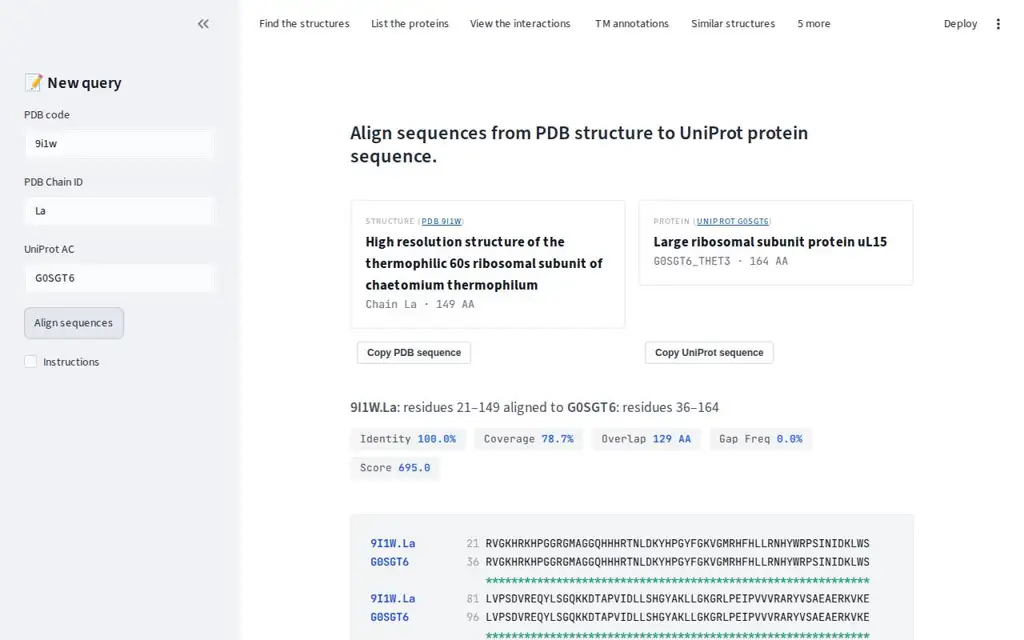 Find the structures
List the proteins
View the interactions
TM annotations
Similar structures
5 more
Deploy
📝 New query
PDB code
9i1w
PDB Chain ID
La
UniProt AC
G0SGT6
Align sequences
Instructions
Align sequences from PDB structure to UniProt protein
sequence.
STRUCTURE (PDB 9I1W)
High resolution structure of the
thermophilic 60s ribosomal subunit of
chaetomium thermophilum
Chain La · 149 AA
Copy PDB sequence
PROTEIN (UNIPROT G0SGT6)
Large ribosomal subunit protein uL15
G0SGT6_THET3 · 164 AA
Copy UniProt sequence
9I1W.La: residues 21–149 aligned to G0SGT6: residues 36–164
Identity 100.0% Coverage 78.7% Overlap 129 AA Gap Freq 0.0%
Score 695.0
9I1W.La 21 RVGKHRKHPGGRGMAGGQHHHRTNLDKYHPGYFGKVGMRHFHLLRNHYWRPSINIDKLWS
G0SGT6 36 RVGKHRKHPGGRGMAGGQHHHRTNLDKYHPGYFGKVGMRHFHLLRNHYWRPSINIDKLWS
************************************************************
9I1W.La 81 LVPSDVREQYLSGQKKDTAPVIDLLSHGYAKLLGKGRLPEIPVVVRARYVSAEAERKVKE
G0SGT6 96 LVPSDVREQYLSGQKKDTAPVIDLLSHGYAKLLGKGRLPEIPVVVRARYVSAEAERKVKE
************************************************************